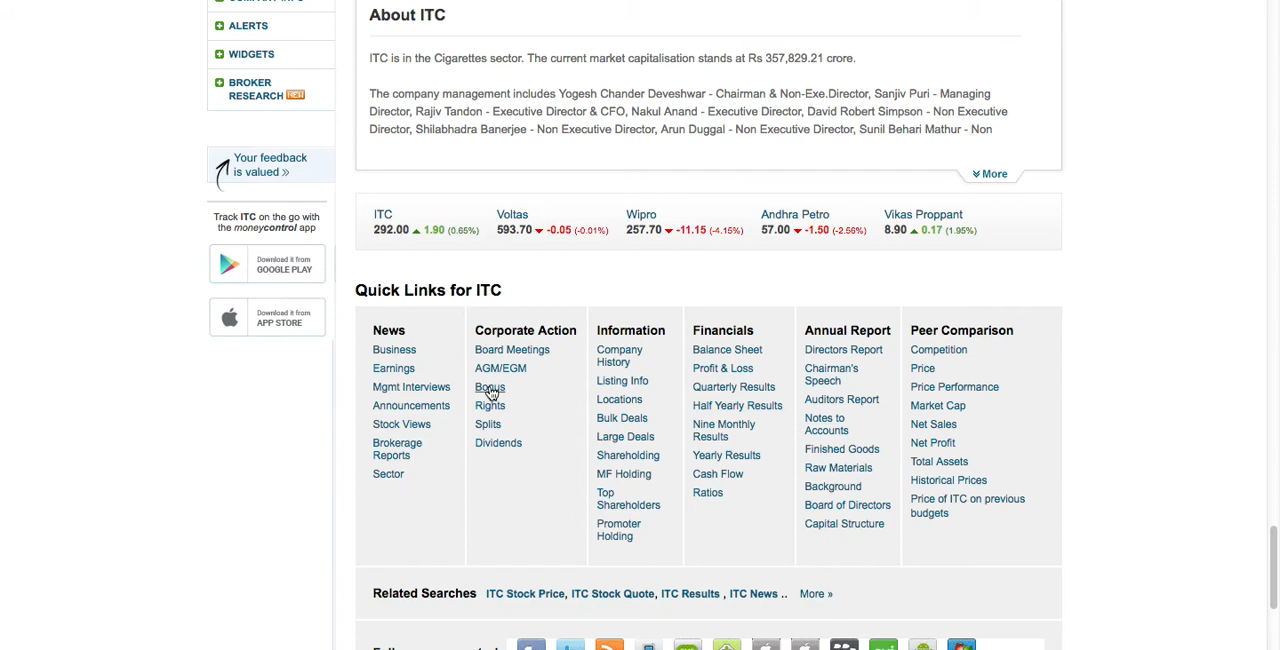 ALERTS
WIDGETS
BROKER
RESEARCH
Your feedback
is valued »
Track ITC on the go with
the moneycontrol app
Download it from
GOOGLE PLAY
Download it from
APP STORE
About ITC
ITC is in the Cigarettes sector. The current market capitalisation stands at Rs 357,829.21 crore.
The company management includes Yogesh Chander Deveshwar - Chairman & Non-Exe.Director, Sanjiv Puri - Managing
Director, Rajiv Tandon - Executive Director & CFO, Nakul Anand - Executive Director, David Robert Simpson - Non Executive
Director, Shilabhadra Banerjee - Non Executive Director, Arun Duggal - Non Executive Director, Sunil Behari Mathur - Non
More
ITC Voltas Wipro Andhra Petro Vikas Proppant
292.00 1.90 (0.65%) 593.70 -0.05 (-0.01%) 257.70 -11.15 (-4.15%) 57.00 -1.50 (-2.56%) 8.90 0.17 (1.95%)
Quick Links for ITC
News
Business
Earnings
Mgmt Interviews
Announcements
Stock Views
Brokerage
Reports
Sector
Corporate Action
Board Meetings
AGM/EGM
Bonus
Rights
Splits
Dividends
Information
Company
History
Listing Info
Locations
Bulk Deals
Large Deals
Shareholding
MF Holding
Top
Shareholders
Promoter
Holding
Financials
Balance Sheet
Profit & Loss
Quarterly Results
Half Yearly Results
Nine Monthly
Results
Yearly Results
Cash Flow
Ratios
Annual Report
Directors Report
Chairman's
Speech
Auditors Report
Notes to
Accounts
Finished Goods
Raw Materials
Background
Board of Directors
Capital Structure
Peer Comparison
Competition
Price
Price Performance
Market Cap
Net Sales
Net Profit
Total Assets
Historical Prices
Price of ITC on previous
budgets
Related Searches ITC Stock Price, ITC Stock Quote, ITC Results , ITC News .. More »